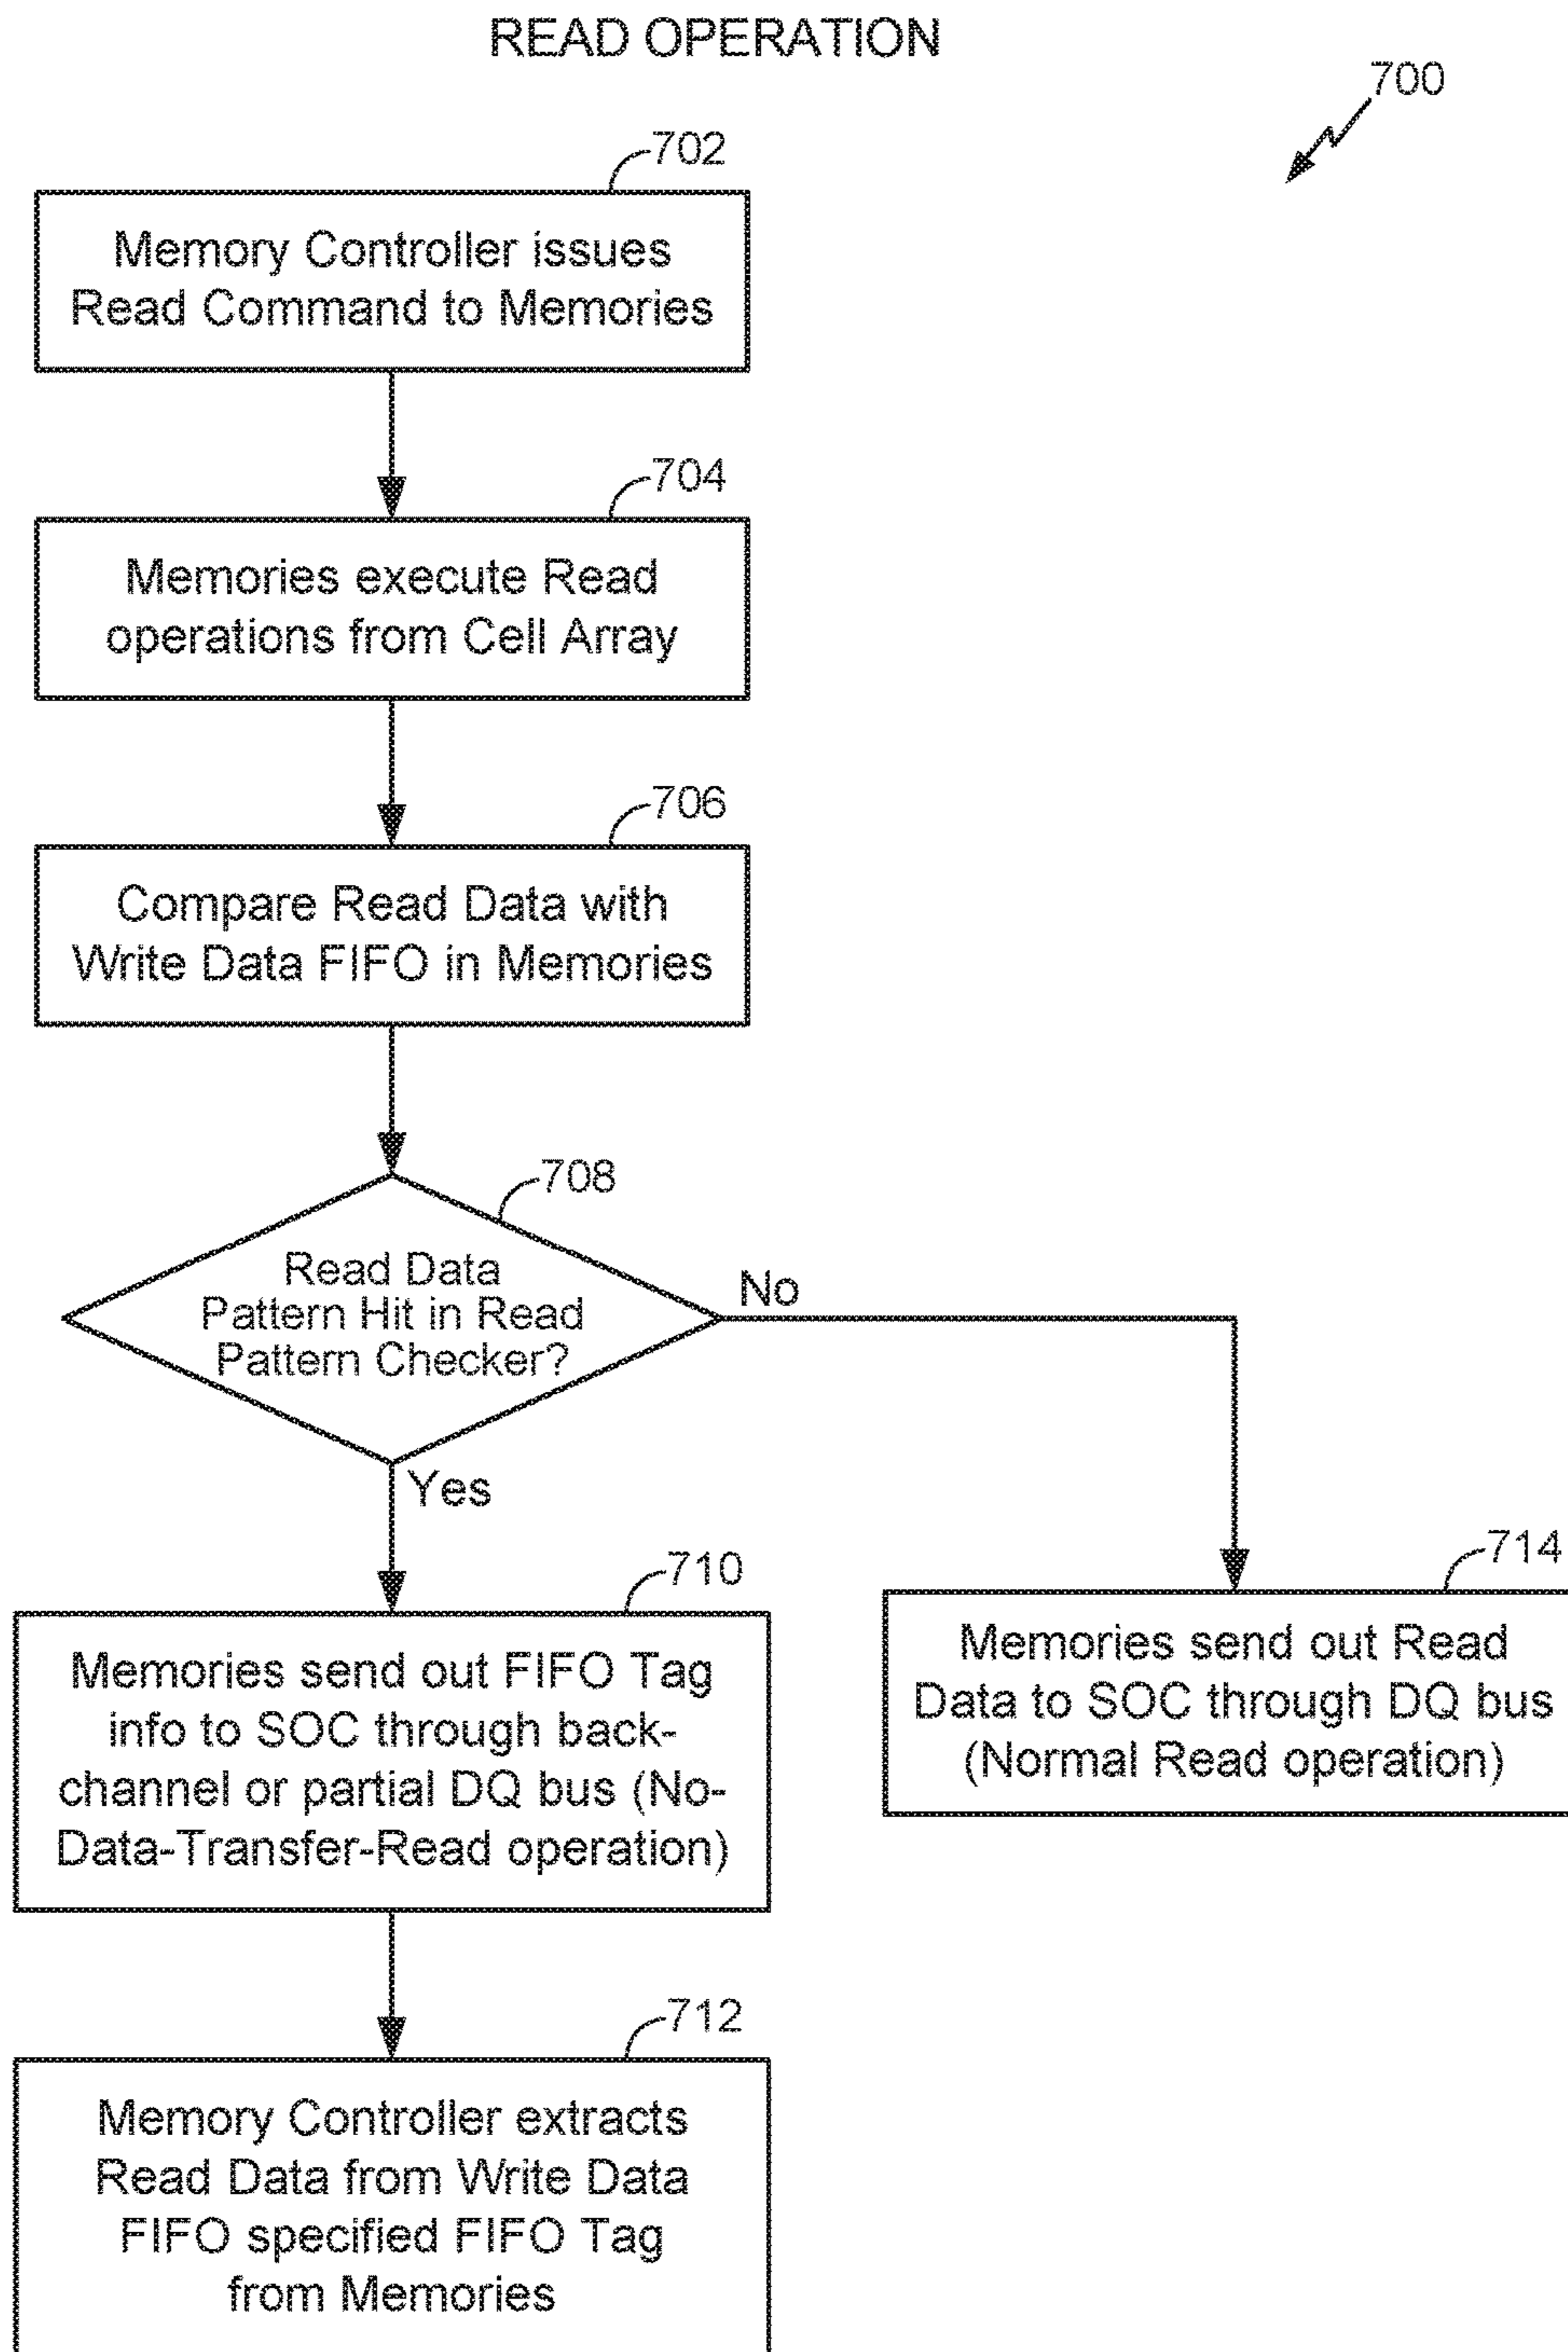 READ OPERATION
700
702
Memory Controller issues
Read Command to Memories
704
Memories execute Read
operations from Cell Array
706
Compare Read Data with
Write Data FIFO in Memories
708
Read Data
Pattern Hit in Read
Pattern Checker?
No
Yes
710
Memories send out FIFO Tag
info to SOC through back-
channel or partial DQ bus (No-
Data-Transfer-Read operation)
714
Memories send out Read
Data to SOC through DQ bus
(Normal Read operation)
712
Memory Controller extracts
Read Data from Write Data
FIFO specified FIFO Tag
from Memories